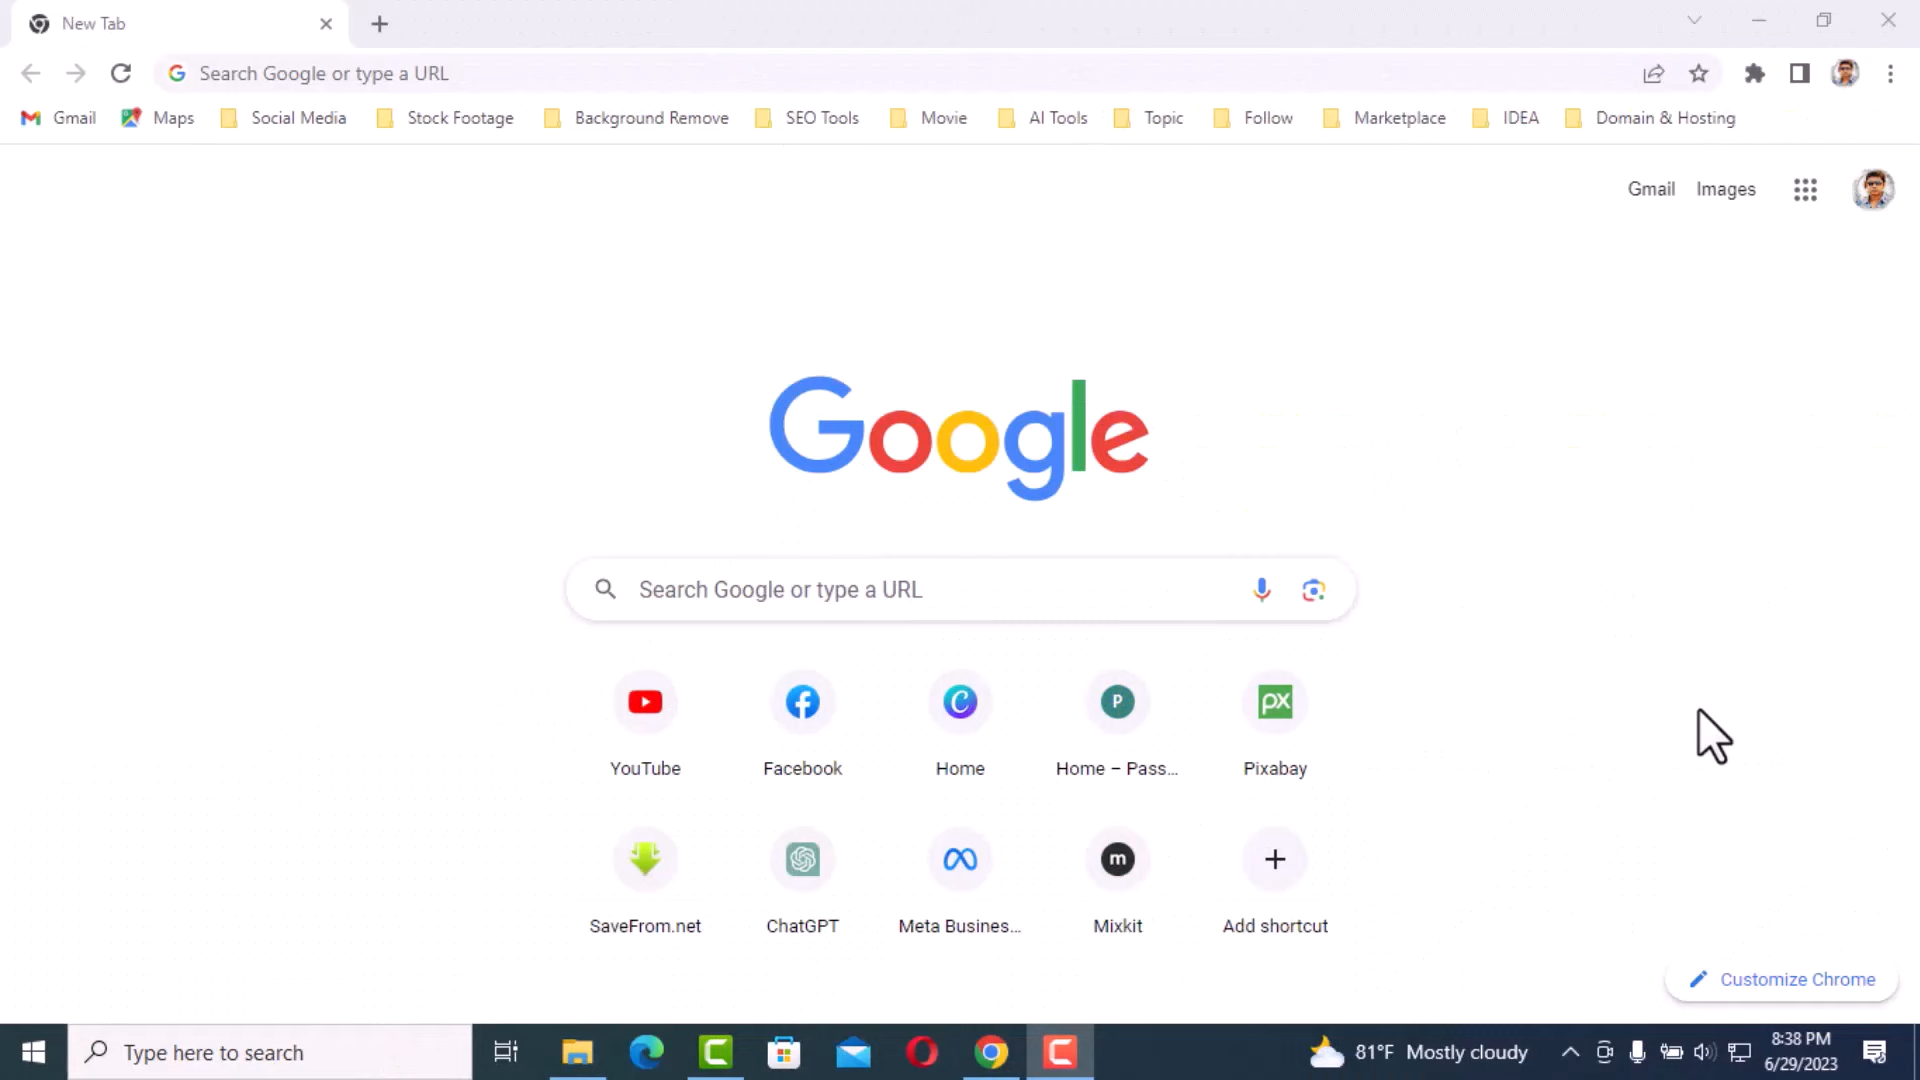 New Tab
Search Google or type a URL
Gmail Maps Social Media Stock Footage Background Remove SEO Tools Movie AI Tools Topic Follow Marketplace IDEA Domain & Hosting
Gmail Images
Google
Search Google or type a URL
YouTube Facebook Home Home – Pass... Pixabay
SaveFrom.net ChatGPT Meta Busines... Mixkit Add shortcut
Customize Chrome
Type here to search
81°F Mostly cloudy
8:38 PM
6/29/2023